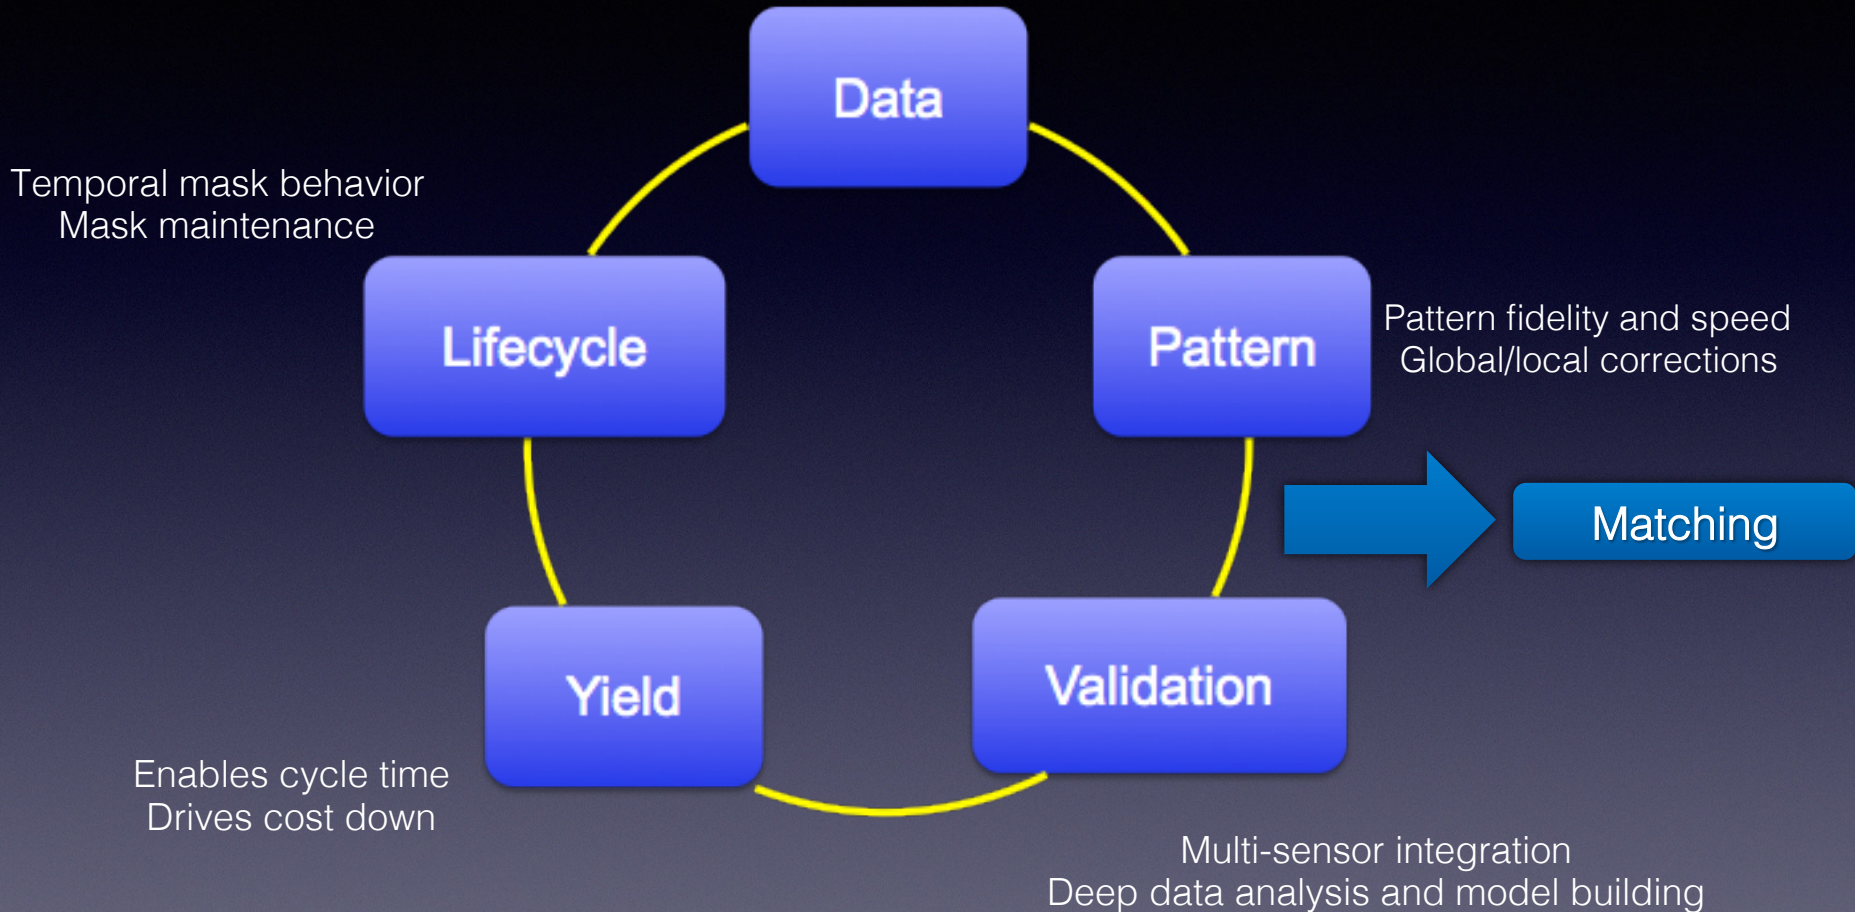 Data
Temporal mask behavior
Mask maintenance
Lifecycle
Pattern
Pattern fidelity and speed
Global/local corrections
Matching
Yield
Validation
Enables cycle time
Drives cost down
Multi-sensor integration
Deep data analysis and model building